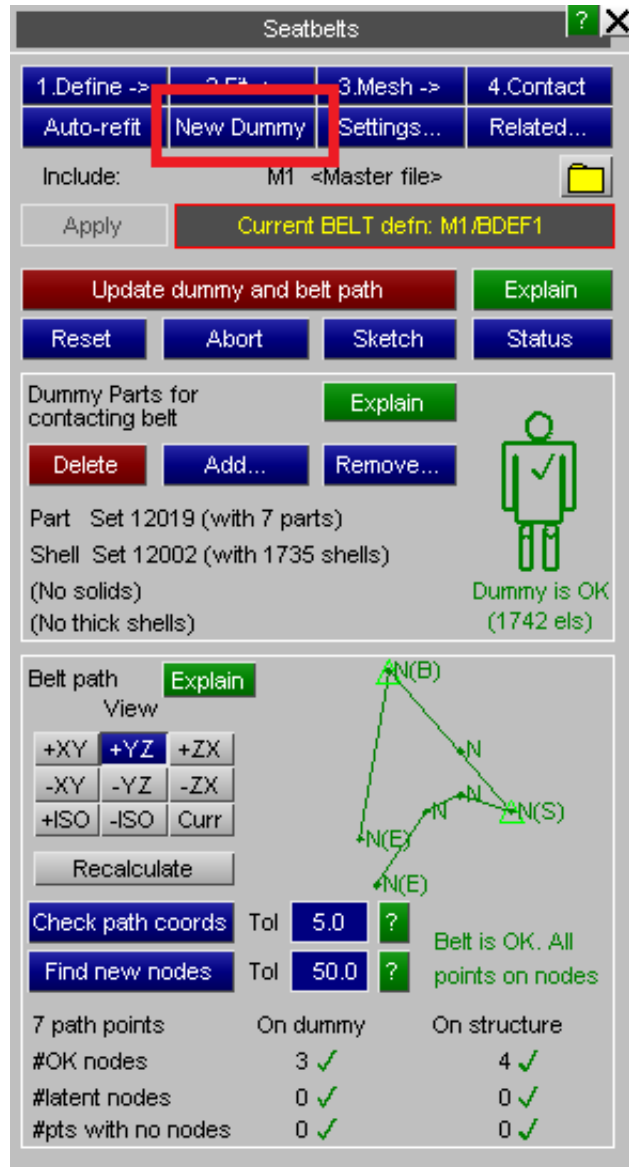 Seatbelts ?
1.Define -> 3.Mesh -> 4.Contact
Auto-refit New Dummy Settings... Related...
Include: M1 <Master file>
Apply Current BELT defn: M1/BDEF1
Update dummy and belt path Explain
Reset Abort Sketch Status
Dummy Parts for
contacting belt
Explain
Delete Add... Remove...
Part Set 12019 (with 7 parts)
Shell Set 12002 (with 1735 shells)
(No solids)
(No thick shells)
Dummy is OK
(1742 els)
Belt path Explain
View
+XY +YZ +ZX
-XY -YZ -ZX
+ISO -ISO Curr
Recalculate
N(B)
N
N
N
N(S)
N(E)
N(E)
Check path coords Tol 5.0 ?
Find new nodes Tol 50.0 ?
Belt is OK. All
points on nodes
7 path points On dummy On structure
#OK nodes 3 ✓ 4 ✓
#latent nodes 0 ✓ 0 ✓
#pts with no nodes 0 ✓ 0 ✓